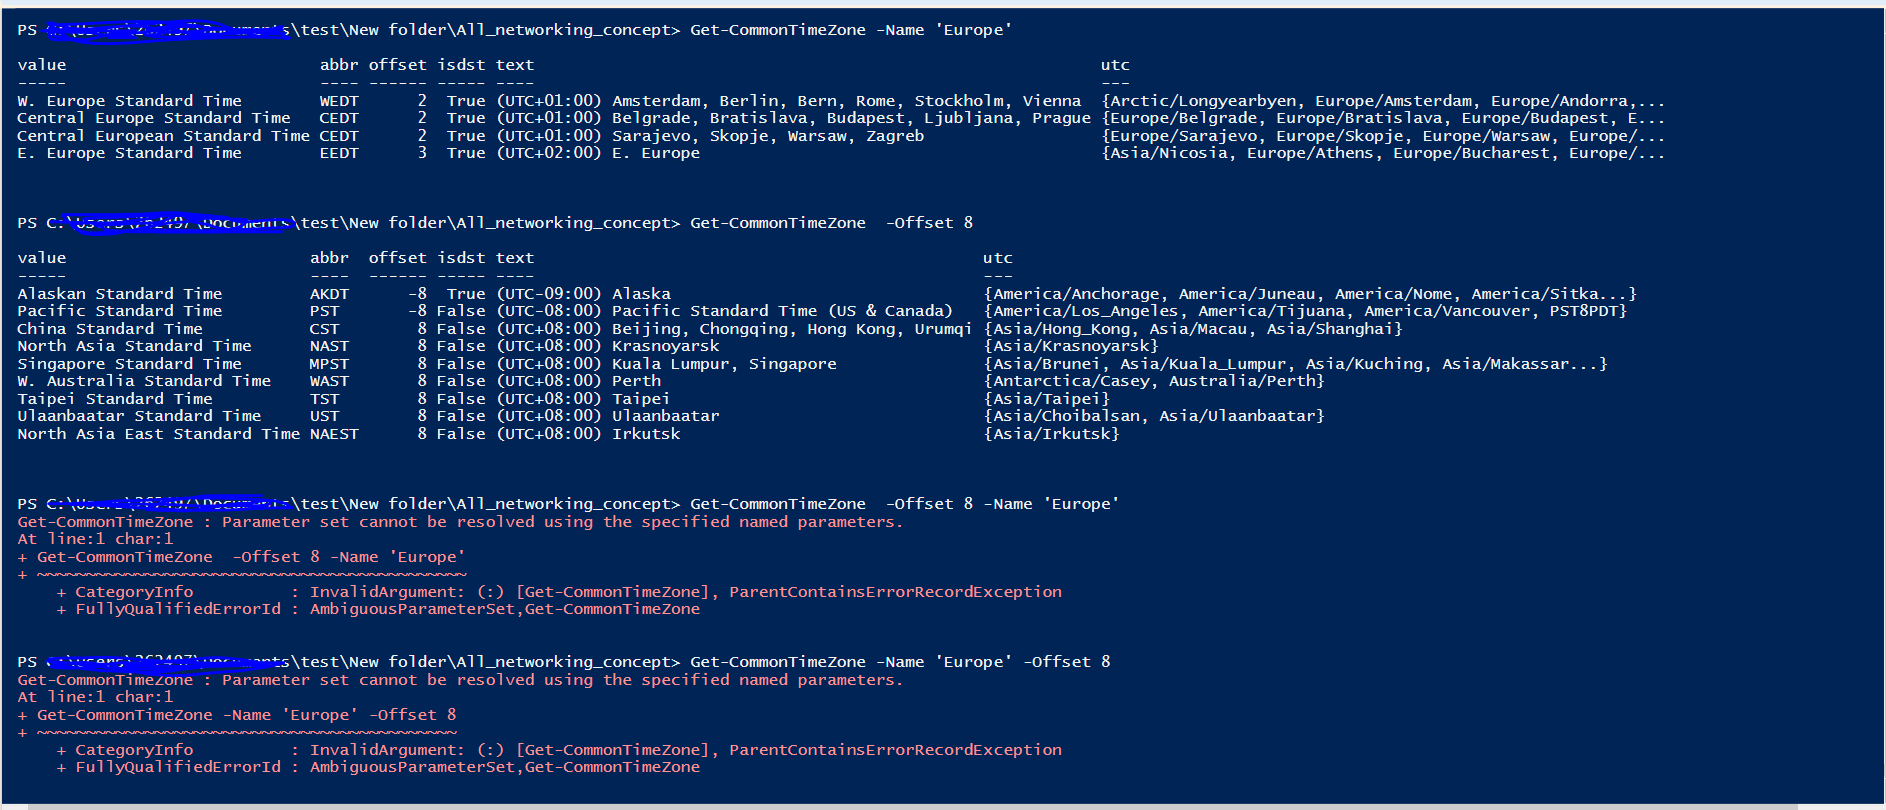 PS \test\New folder\All_networking_concept> Get-CommonTimeZone -Name 'Europe'
value abbr offset isdst text utc
----- ---- ------ ----- ---- ---
W. Europe Standard Time WEDT 2 True (UTC+01:00) Amsterdam, Berlin, Bern, Rome, Stockholm, Vienna {Arctic/Longyearbyen, Europe/Amsterdam, Europe/Andorra,...
Central Europe Standard Time CEDT 2 True (UTC+01:00) Belgrade, Bratislava, Budapest, Ljubljana, Prague {Europe/Belgrade, Europe/Bratislava, Europe/Budapest, E...
Central European Standard Time CEDT 2 True (UTC+01:00) Sarajevo, Skopje, Warsaw, Zagreb {Europe/Sarajevo, Europe/Skopje, Europe/Warsaw, Europe/...
E. Europe Standard Time EEDT 3 True (UTC+02:00) E. Europe {Asia/Nicosia, Europe/Athens, Europe/Bucharest, Europe/...
PS C:\test\New folder\All_networking_concept> Get-CommonTimeZone  -Offset 8
value abbr offset isdst text utc
----- ---- ------ ----- ---- ---
Alaskan Standard Time AKDT -8 True (UTC-09:00) Alaska {America/Anchorage, America/Juneau, America/Nome, America/Sitka...}
Pacific Standard Time PST -8 False (UTC-08:00) Pacific Standard Time (US & Canada) {America/Los_Angeles, America/Tijuana, America/Vancouver, PST8PDT}
China Standard Time CST 8 False (UTC+08:00) Beijing, Chongqing, Hong Kong, Urumqi {Asia/Hong_Kong, Asia/Macau, Asia/Shanghai}
North Asia Standard Time NAST 8 False (UTC+08:00) Krasnoyarsk {Asia/Krasnoyarsk}
Singapore Standard Time MPST 8 False (UTC+08:00) Kuala Lumpur, Singapore {Asia/Brunei, Asia/Kuala_Lumpur, Asia/Kuching, Asia/Makassar...}
W. Australia Standard Time WAST 8 False (UTC+08:00) Perth {Antarctica/Casey, Australia/Perth}
Taipei Standard Time TST 8 False (UTC+08:00) Taipei {Asia/Taipei}
Ulaanbaatar Standard Time UST 8 False (UTC+08:00) Ulaanbaatar {Asia/Choibalsan, Asia/Ulaanbaatar}
North Asia East Standard Time NAEST 8 False (UTC+08:00) Irkutsk {Asia/Irkutsk}
PS \test\New folder\All_networking_concept> Get-CommonTimeZone  -Offset 8 -Name 'Europe'
Get-CommonTimeZone : Parameter set cannot be resolved using the specified named parameters.
At line:1 char:1
+ Get-CommonTimeZone  -Offset 8 -Name 'Europe'
+ ~~~~~~~~~~~~~~~~~~~~~~~~~~~~~~~~~~~~~~~~~~~~
+ CategoryInfo : InvalidArgument: (:) [Get-CommonTimeZone], ParentContainsErrorRecordException
+ FullyQualifiedErrorId : AmbiguousParameterSet,Get-CommonTimeZone
PS \test\New folder\All_networking_concept> Get-CommonTimeZone -Name 'Europe' -Offset 8
Get-CommonTimeZone : Parameter set cannot be resolved using the specified named parameters.
At line:1 char:1
+ Get-CommonTimeZone -Name 'Europe' -Offset 8
+ ~~~~~~~~~~~~~~~~~~~~~~~~~~~~~~~~~~~~~~~~~~~
+ CategoryInfo : InvalidArgument: (:) [Get-CommonTimeZone], ParentContainsErrorRecordException
+ FullyQualifiedErrorId : AmbiguousParameterSet,Get-CommonTimeZone